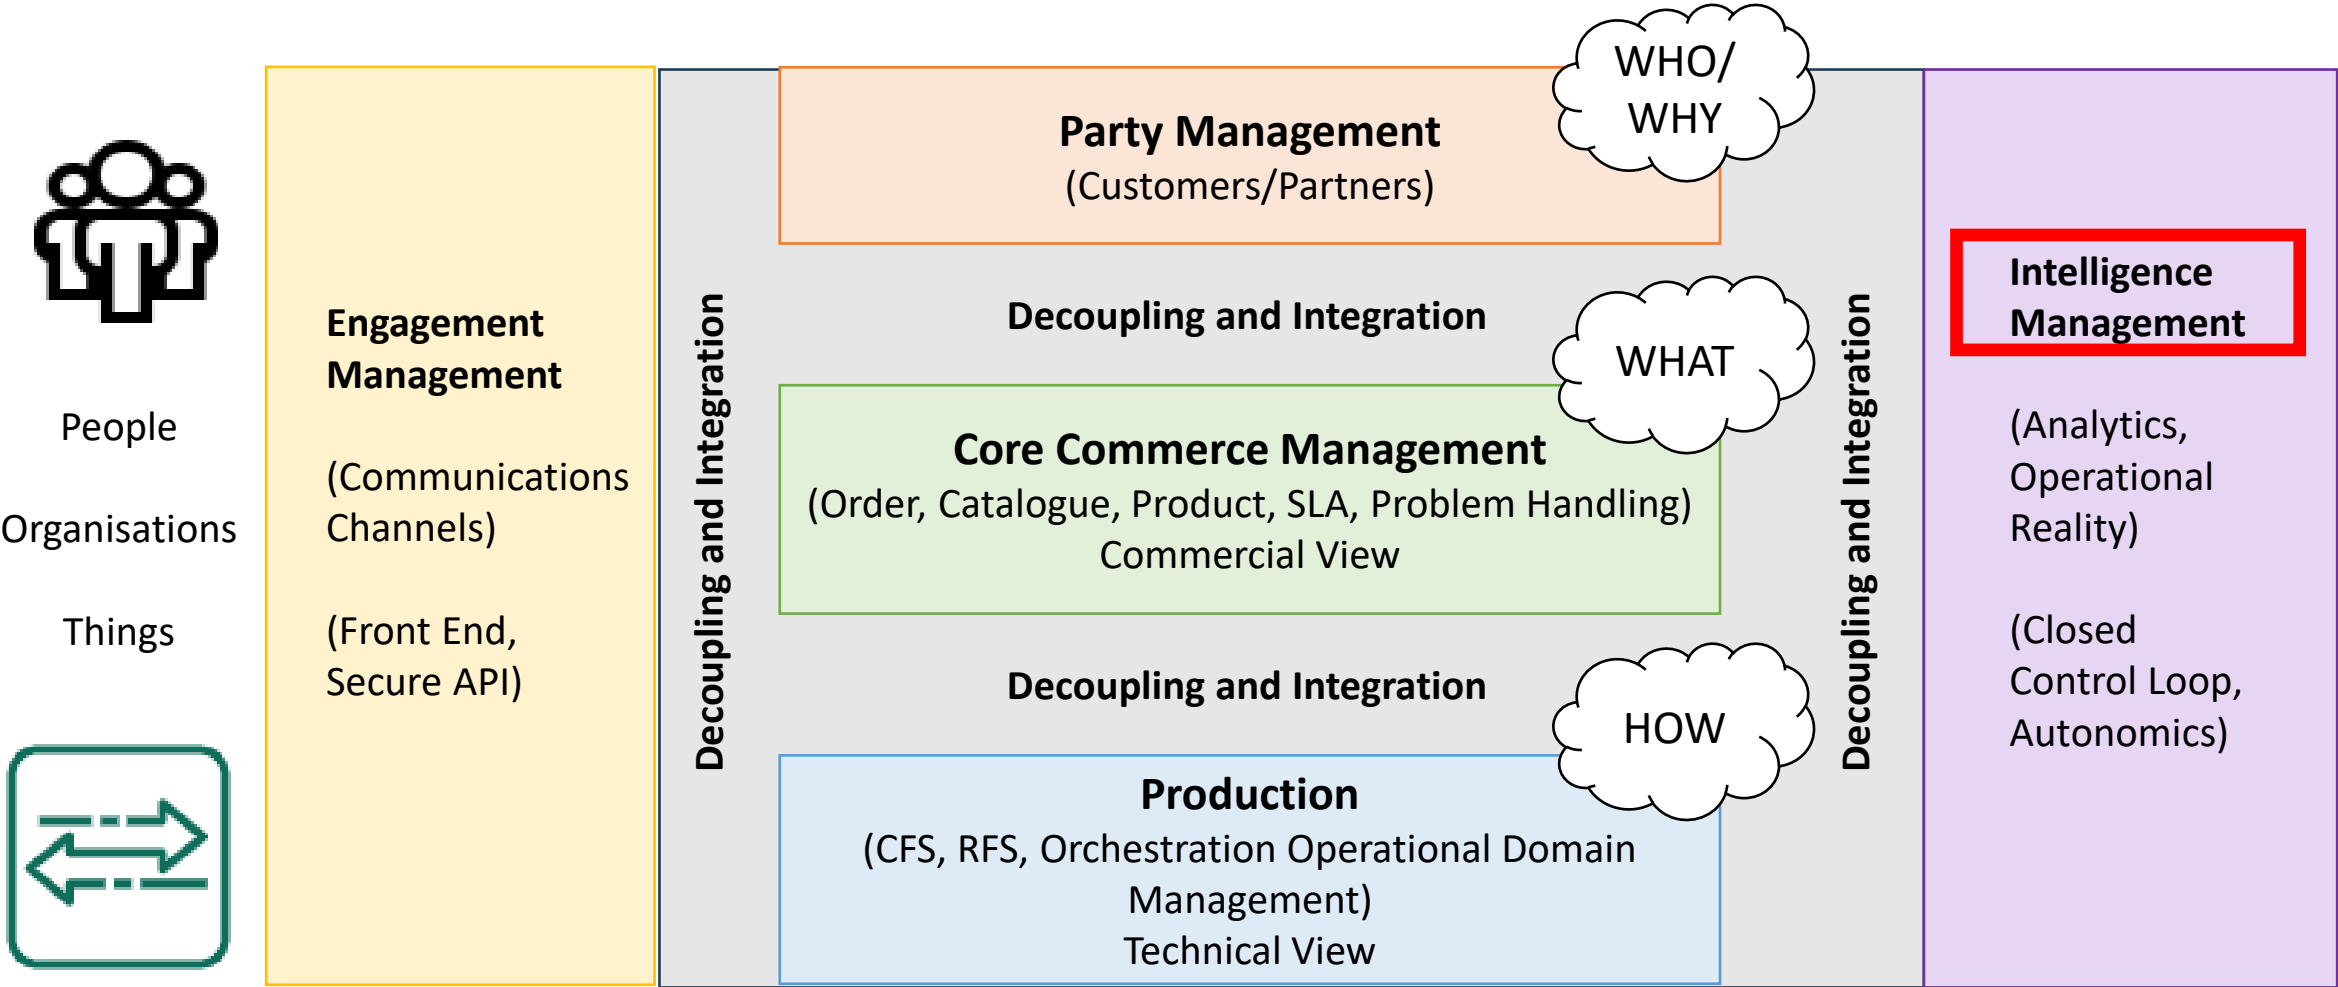 People
Organisations
Things
Engagement
Management
(Communications
Channels)
(Front End,
Secure API)
Decoupling and Integration
Party Management
(Customers/Partners)
WHO/
WHY
Decoupling and Integration
WHAT
Core Commerce Management
(Order, Catalogue, Product, SLA, Problem Handling)
Commercial View
Decoupling and Integration
HOW
Production
(CFS, RFS, Orchestration Operational Domain
Management)
Technical View
Decoupling and Integration
Intelligence
Management
(Analytics,
Operational
Reality)
(Closed
Control Loop,
Autonomics)